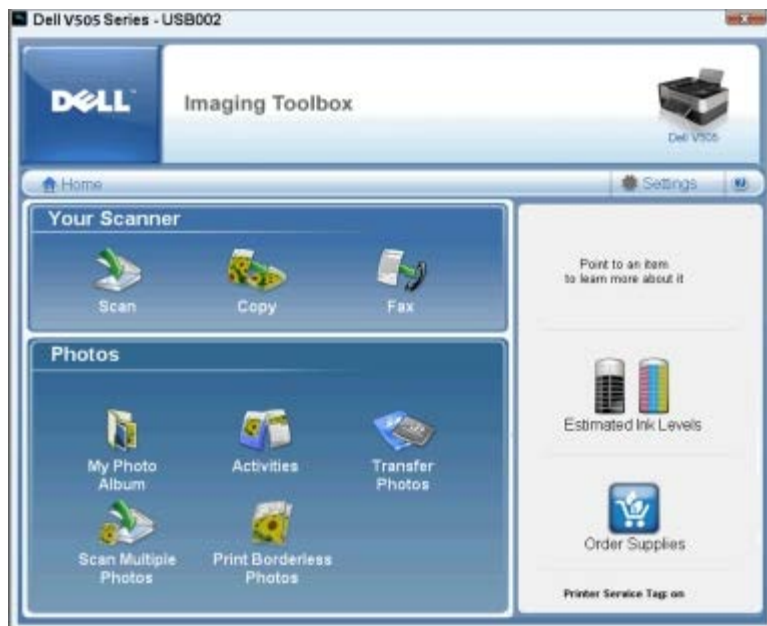 Dell V505 Series - USB002
DELL
Imaging Toolbox
Dell V505
Home
Settings
Your Scanner
Scan
Copy
Fax
Photos
My Photo
Album
Activities
Transfer
Photos
Scan Multiple
Photos
Print Borderless
Photos
Point to an item
to learn more about it
Estimated Ink Levels
Order Supplies
Printer Service Tag: on